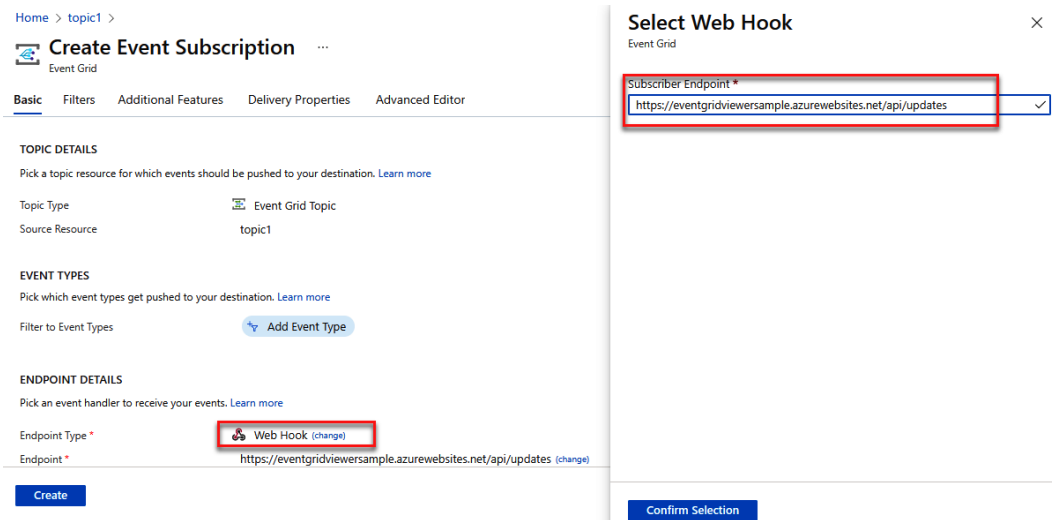 Home > topic1 >
Create Event Subscription ...
Event Grid
Basic Filters Additional Features Delivery Properties Advanced Editor
TOPIC DETAILS
Pick a topic resource for which events should be pushed to your destination. Learn more
Topic Type Event Grid Topic
Source Resource topic1
EVENT TYPES
Pick which event types get pushed to your destination. Learn more
Filter to Event Types Add Event Type
ENDPOINT DETAILS
Pick an event handler to receive your events. Learn more
Endpoint Type * Web Hook (change)
Endpoint * https://eventgridviewersample.azurewebsites.net/api/updates (change)
Create
Select Web Hook
Event Grid
Subscriber Endpoint *
https://eventgridviewersample.azurewebsites.net/api/updates
Confirm Selection